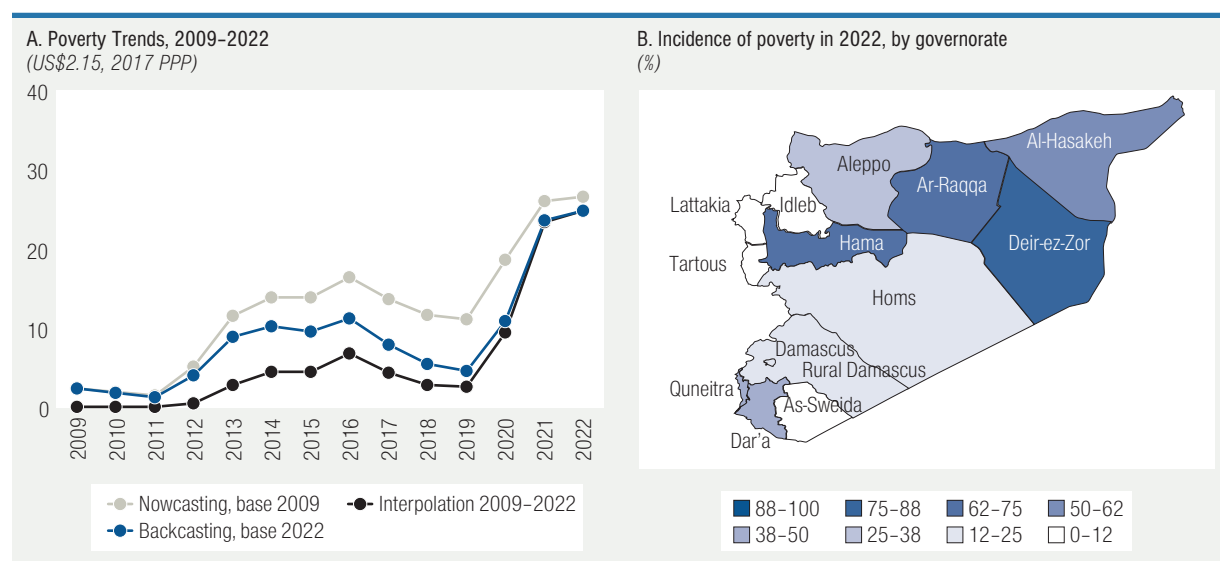 A. Poverty Trends, 2009–2022
(US$2.15, 2017 PPP)
40
30
20
10
0
2009
2010
2011
2012
2013
2014
2015
2016
2017
2018
2019
2020
2021
2022
Nowcasting, base 2009
Interpolation 2009–2022
Backcasting, base 2022
B. Incidence of poverty in 2022, by governorate
(%)
Al-Hasakeh
Aleppo
Ar-Raqqa
Lattakia
Idleb
Hama
Deir-ez-Zor
Tartous
Homs
Damascus
Rural Damascus
Quneitra
As-Sweida
Dar'a
88–100
75–88
62–75
50–62
38–50
25–38
12–25
0–12